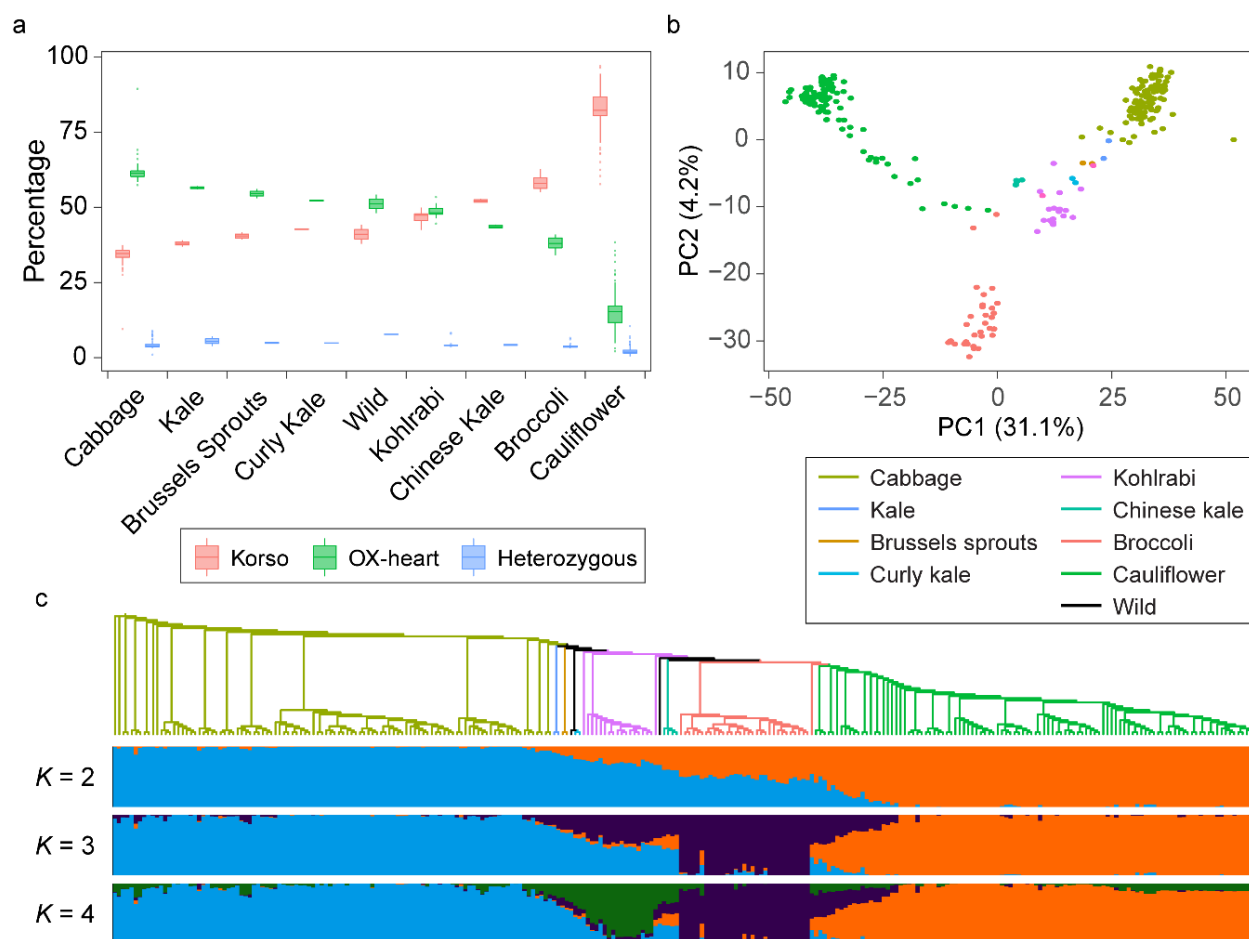 a
100
75
50
25
0
Percentage
Cabbage
Kale
Brussels Sprouts
Curly Kale
Wild
Kohlrabi
Chinese Kale
Broccoli
Cauliflower
Korso
OX-heart
Heterozygous
b
10
0
−10
−20
−30
PC2 (4.2%)
−50
−25
0
25
50
PC1 (31.1%)
Cabbage
Kale
Brussels sprouts
Curly kale
Kohlrabi
Chinese kale
Broccoli
Cauliflower
Wild
c
K = 2
K = 3
K = 4